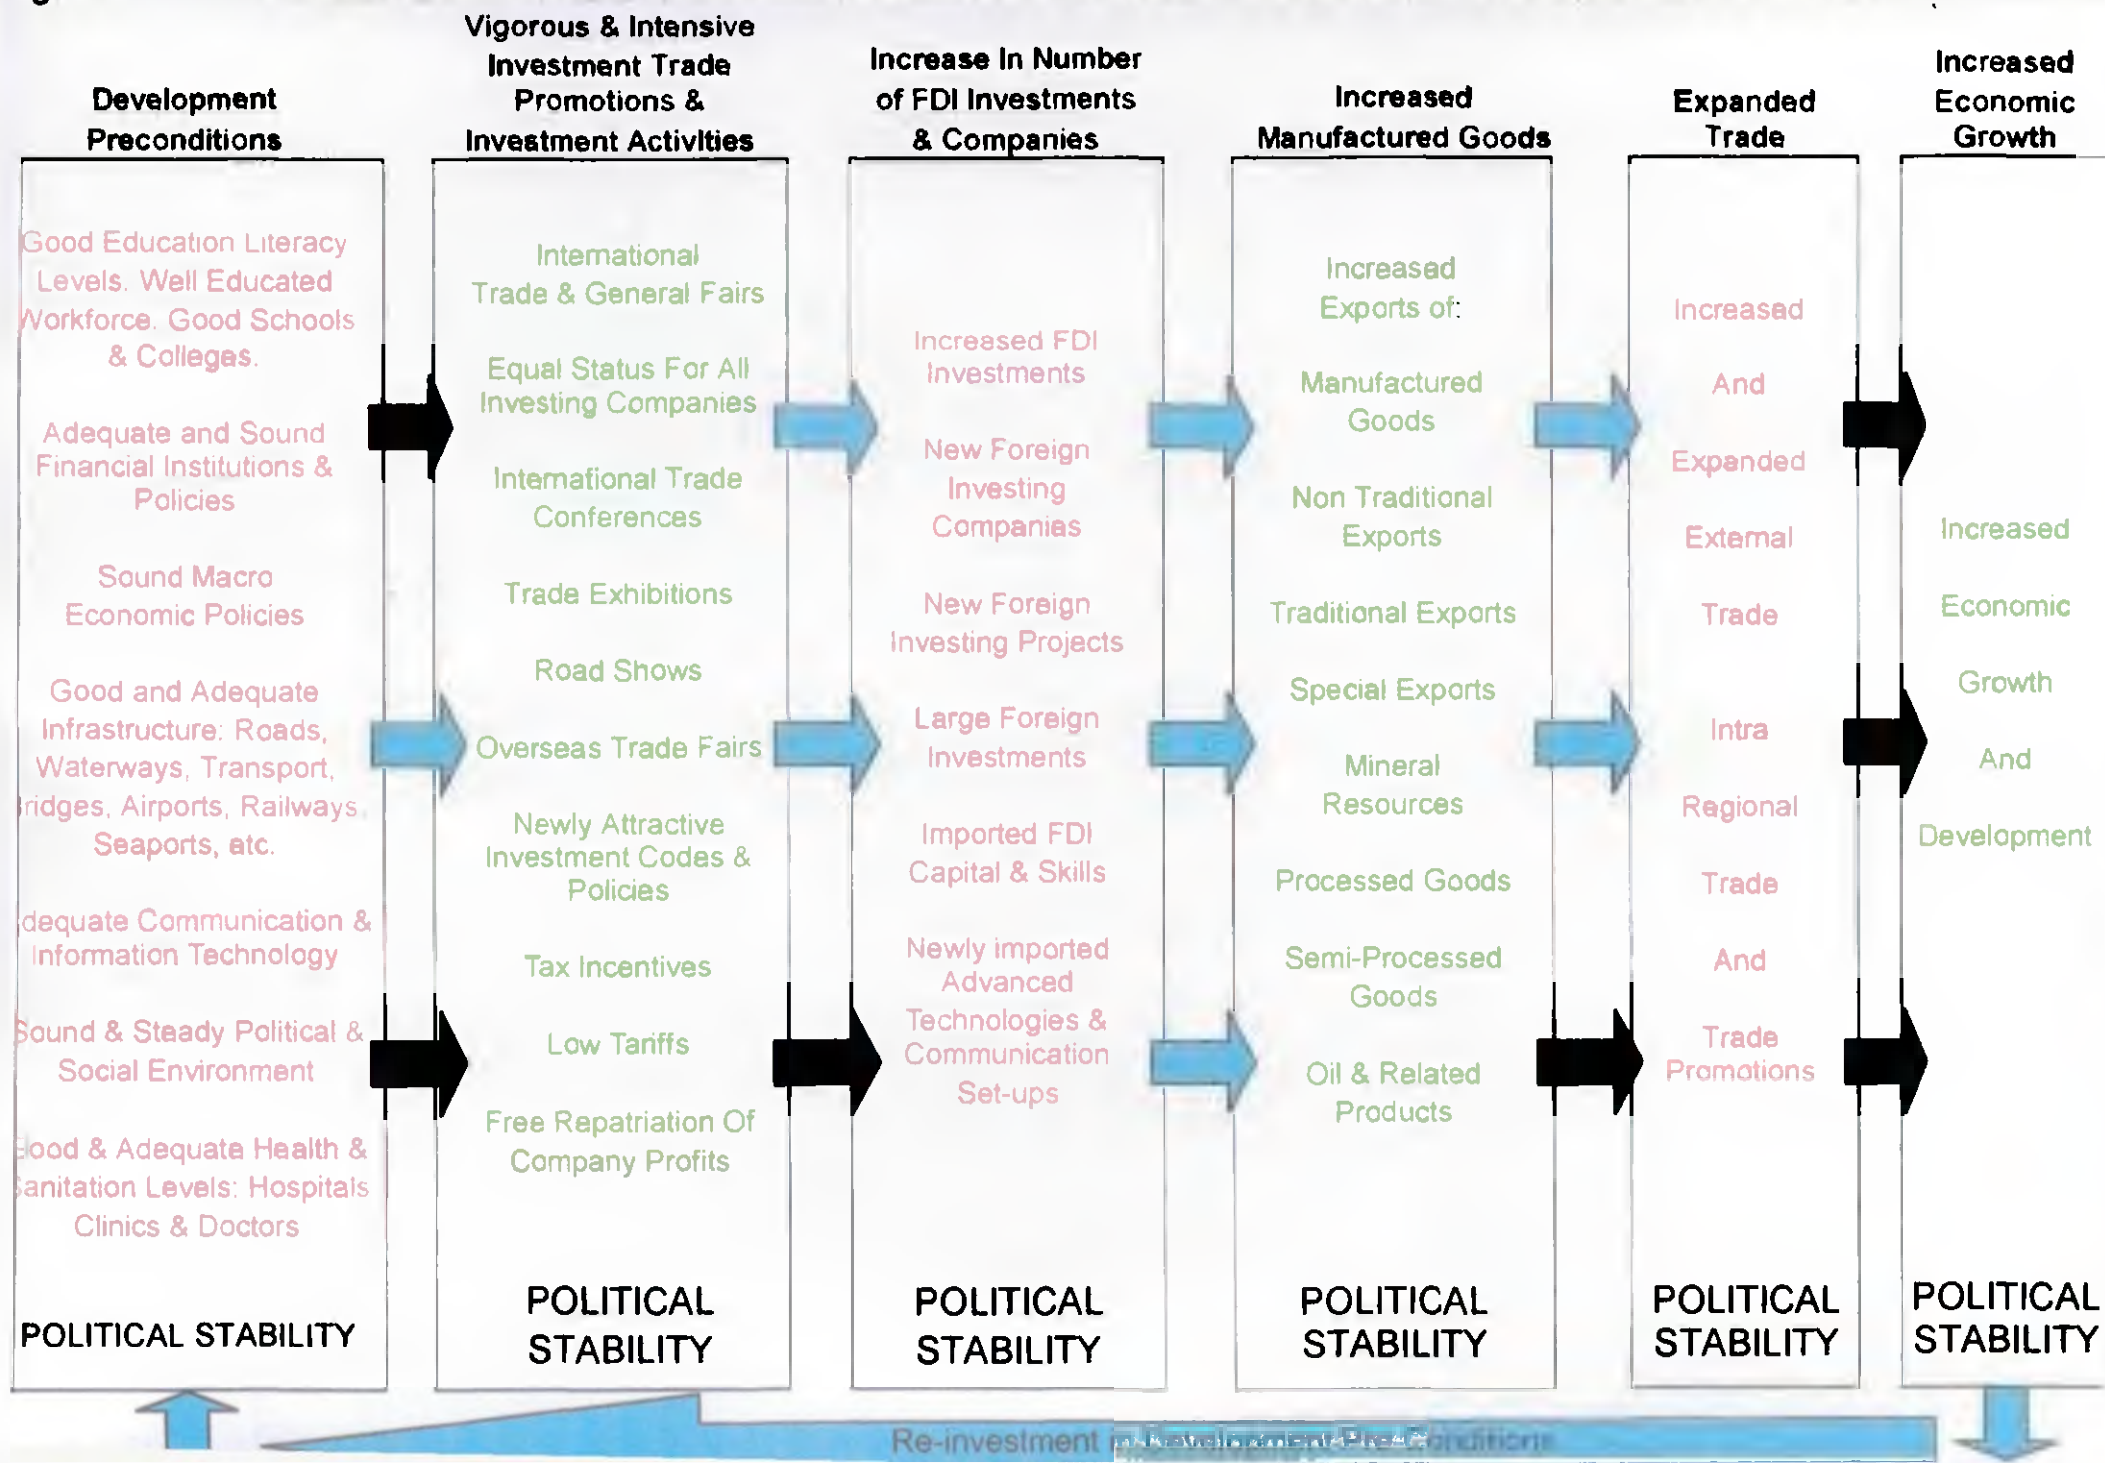 Development
Preconditions
Good Education Literacy
Levels. Well Educated
Workforce. Good Schools
& Colleges.
Adequate and Sound
Financial Institutions &
Policies
Sound Macro
Economic Policies
Good and Adequate
Infrastructure: Roads,
Waterways, Transport,
ridges, Airports, Railways,
Seaports, etc.
dequate Communication &
Information Technology
Sound & Steady Political &
Social Environment
ood & Adequate Health &
anitation Levels: Hospitals
Clinics & Doctors
POLITICAL STABILITY
Vigorous & Intensive
Investment Trade
Promotions &
Investment Activities
International
Trade & General Fairs
Equal Status For All
Investing Companies
International Trade
Conferences
Trade Exhibitions
Road Shows
Overseas Trade Fairs
Newly Attractive
Investment Codes &
Policies
Tax Incentives
Low Tariffs
Free Repatriation Of
Company Profits
POLITICAL
STABILITY
Increase In Number
of FDI Investments
& Companies
Increased FDI
Investments
New Foreign
Investing
Companies
New Foreign
Investing Projects
Large Foreign
Investments
Imported FDI
Capital & Skills
Newly imported
Advanced
Technologies &
Communication
Set-ups
POLITICAL
STABILITY
Increased
Manufactured Goods
Increased
Exports of:
Manufactured
Goods
Non Traditional
Exports
Traditional Exports
Special Exports
Mineral
Resources
Processed Goods
Semi-Processed
Goods
Oil & Related
Products
POLITICAL
STABILITY
Expanded
Trade
Increased
And
Expanded
External
Trade
Intra
Regional
Trade
And
Trade
Promotions
POLITICAL
STABILITY
Increased
Economic
Growth
Increased
Economic
Growth
And
Development
POLITICAL
STABILITY
Re-investment